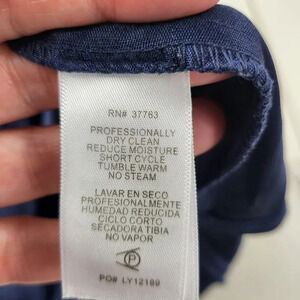 RN# 37763
PROFESSIONALLY
DRY CLEAN
REDUCE MOISTURE
SHORT CYCLE
TUMBLE WARM
NO STEAM
LAVAR EN SECO
PROFESIONALMENTE
HUMEDAD REDUCIDA
CICLO CORTO
SECADORA TIBIA
NO VAPOR
P
PO# LY12189